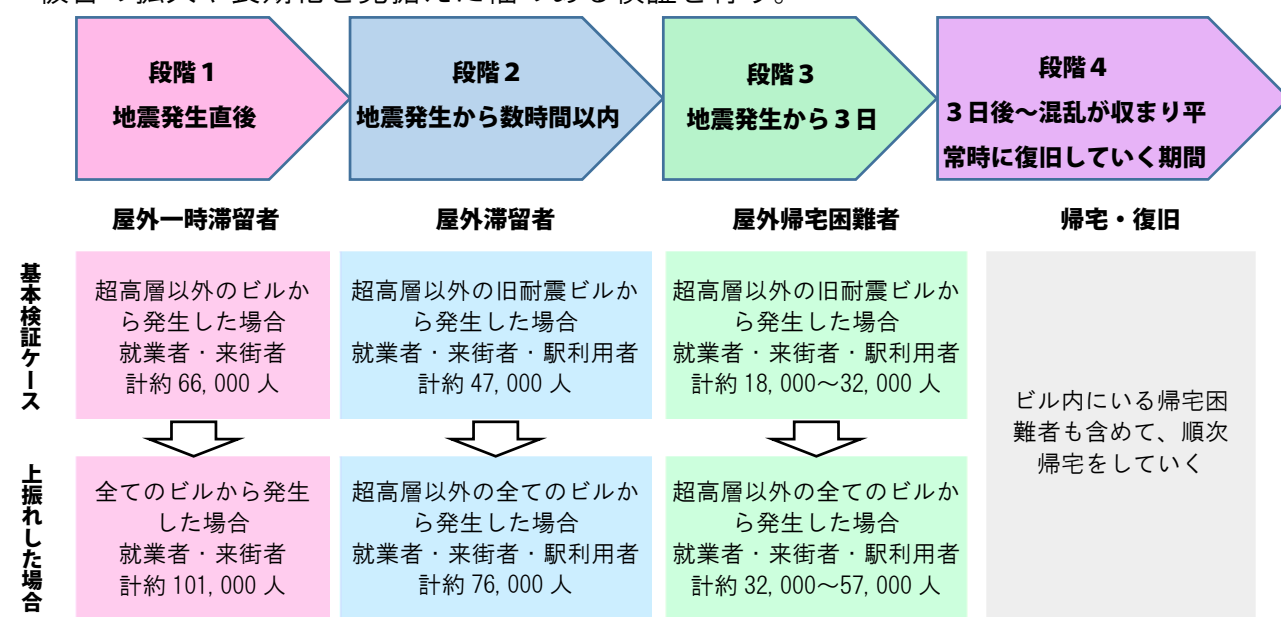 段階1
地震発生直後
段階2
地震発生から数時間以内
段階3
地震発生から3日
段階4
3日後～混乱が収まり平
常時に復旧していく期間
屋外一時滞留者
屋外滞留者
屋外帰宅困難者
帰宅・復旧
基本検証ケース
超高層以外のビルか
ら発生した場合
就業者・来街者
計約 66,000 人
超高層以外の旧耐震ビルか
ら発生した場合
就業者・来街者・駅利用者
計約 47,000 人
超高層以外の旧耐震ビルか
ら発生した場合
就業者・来街者・駅利用者
計約 18,000～32,000 人
ビル内にいる帰宅困
難者も含めて、順次
帰宅をしていく
上振れした場合
全てのビルから発生
した場合
就業者・来街者
計約 101,000 人
超高層以外の全てのビルか
ら発生した場合
就業者・来街者・駅利用者
計約 76,000 人
超高層以外の全てのビルか
ら発生した場合
就業者・来街者・駅利用者
計約 32,000～57,000 人